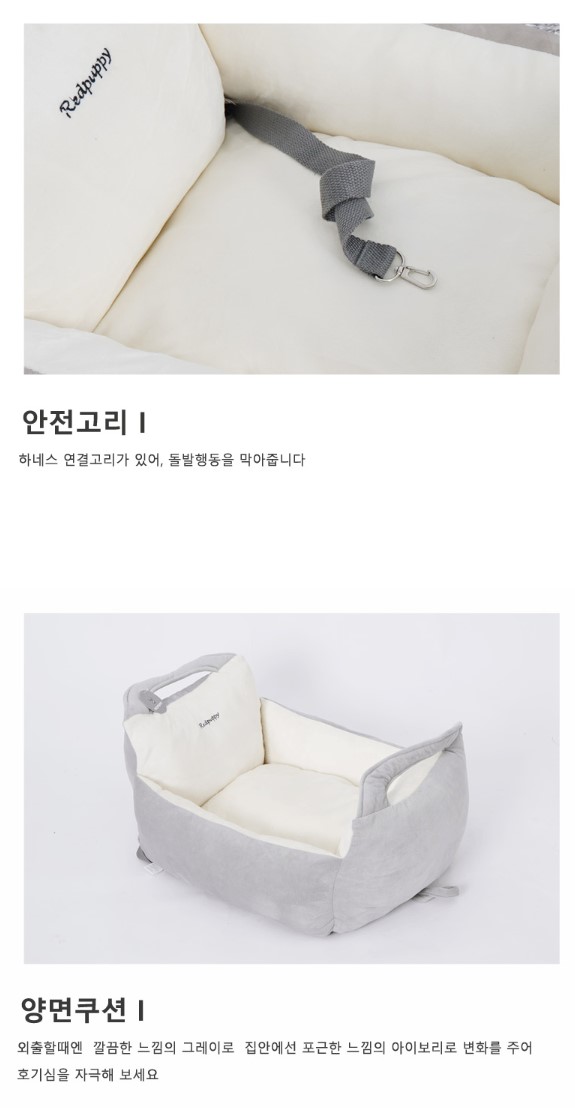 Redpuppy
안전고리 I
하네스 연결고리가 있어, 돌발행동을 막아줍니다
Redpuppy
양면쿠션 I
외출할때엔 깔끔한 느낌의 그레이로 집안에선 포근한 느낌의 아이보리로 변화를 주어
호기심을 자극해 보세요